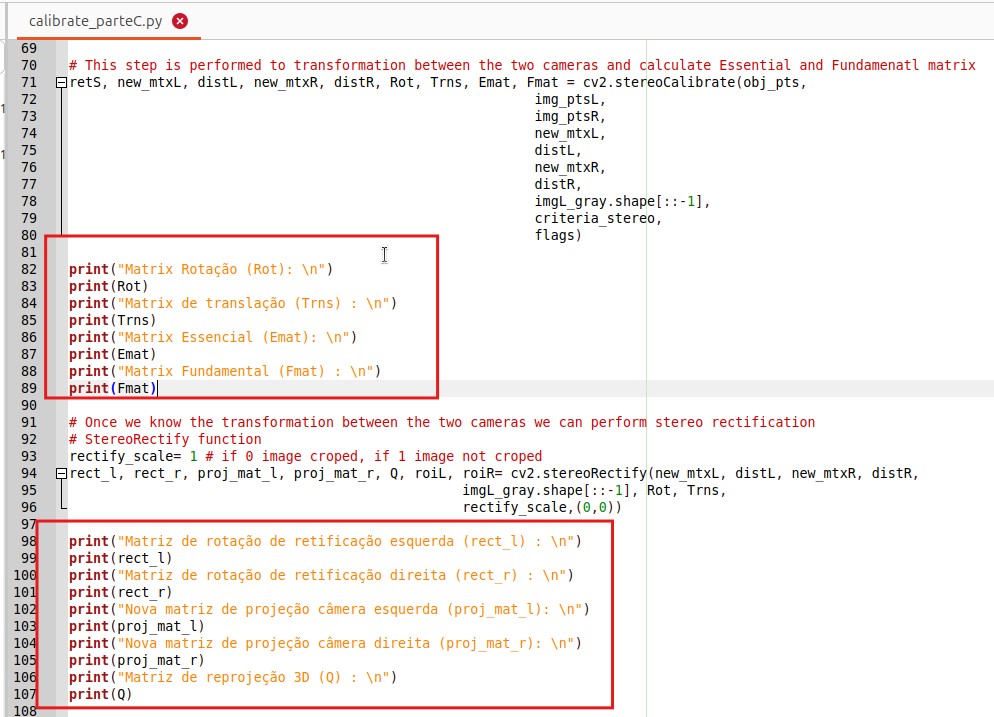 calibrate_parteC.py
69
70 # This step is performed to transformation between the two cameras and calculate Essential and Fundamenatl matrix
71 retS, new_mtxL, distL, new_mtxR, distR, Rot, Trns, Emat, Fmat = cv2.stereoCalibrate(obj_pts,
72 img_ptsL,
73 img_ptsR,
74 new_mtxL,
75 distL,
76 new_mtxR,
77 distR,
78 imgL_gray.shape[::-1],
79 criteria_stereo,
80 flags)
81
82 print("Matrix Rotação (Rot): \n")
83 print(Rot)
84 print("Matrix de translação (Trns) : \n")
85 print(Trns)
86 print("Matrix Essencial (Emat): \n")
87 print(Emat)
88 print("Matrix Fundamental (Fmat) : \n")
89 print(Fmat)
90
91 # Once we know the transformation between the two cameras we can perform stereo rectification
92 # StereoRectify function
93 rectify_scale= 1 # if 0 image croped, if 1 image not croped
94 rect_l, rect_r, proj_mat_l, proj_mat_r, Q, roiL, roiR= cv2.stereoRectify(new_mtxL, distL, new_mtxR, distR,
95 imgL_gray.shape[::-1], Rot, Trns,
96 rectify_scale,(0,0))
97
98 print("Matriz de rotação de retificação esquerda (rect_l) : \n")
99 print(rect_l)
100 print("Matriz de rotação de retificação direita (rect_r) : \n")
101 print(rect_r)
102 print("Nova matriz de projeção câmera esquerda (proj_mat_l): \n")
103 print(proj_mat_l)
104 print("Nova matriz de projeção câmera direita (proj_mat_r): \n")
105 print(proj_mat_r)
106 print("Matriz de reprojeção 3D (Q) : \n")
107 print(Q)
108